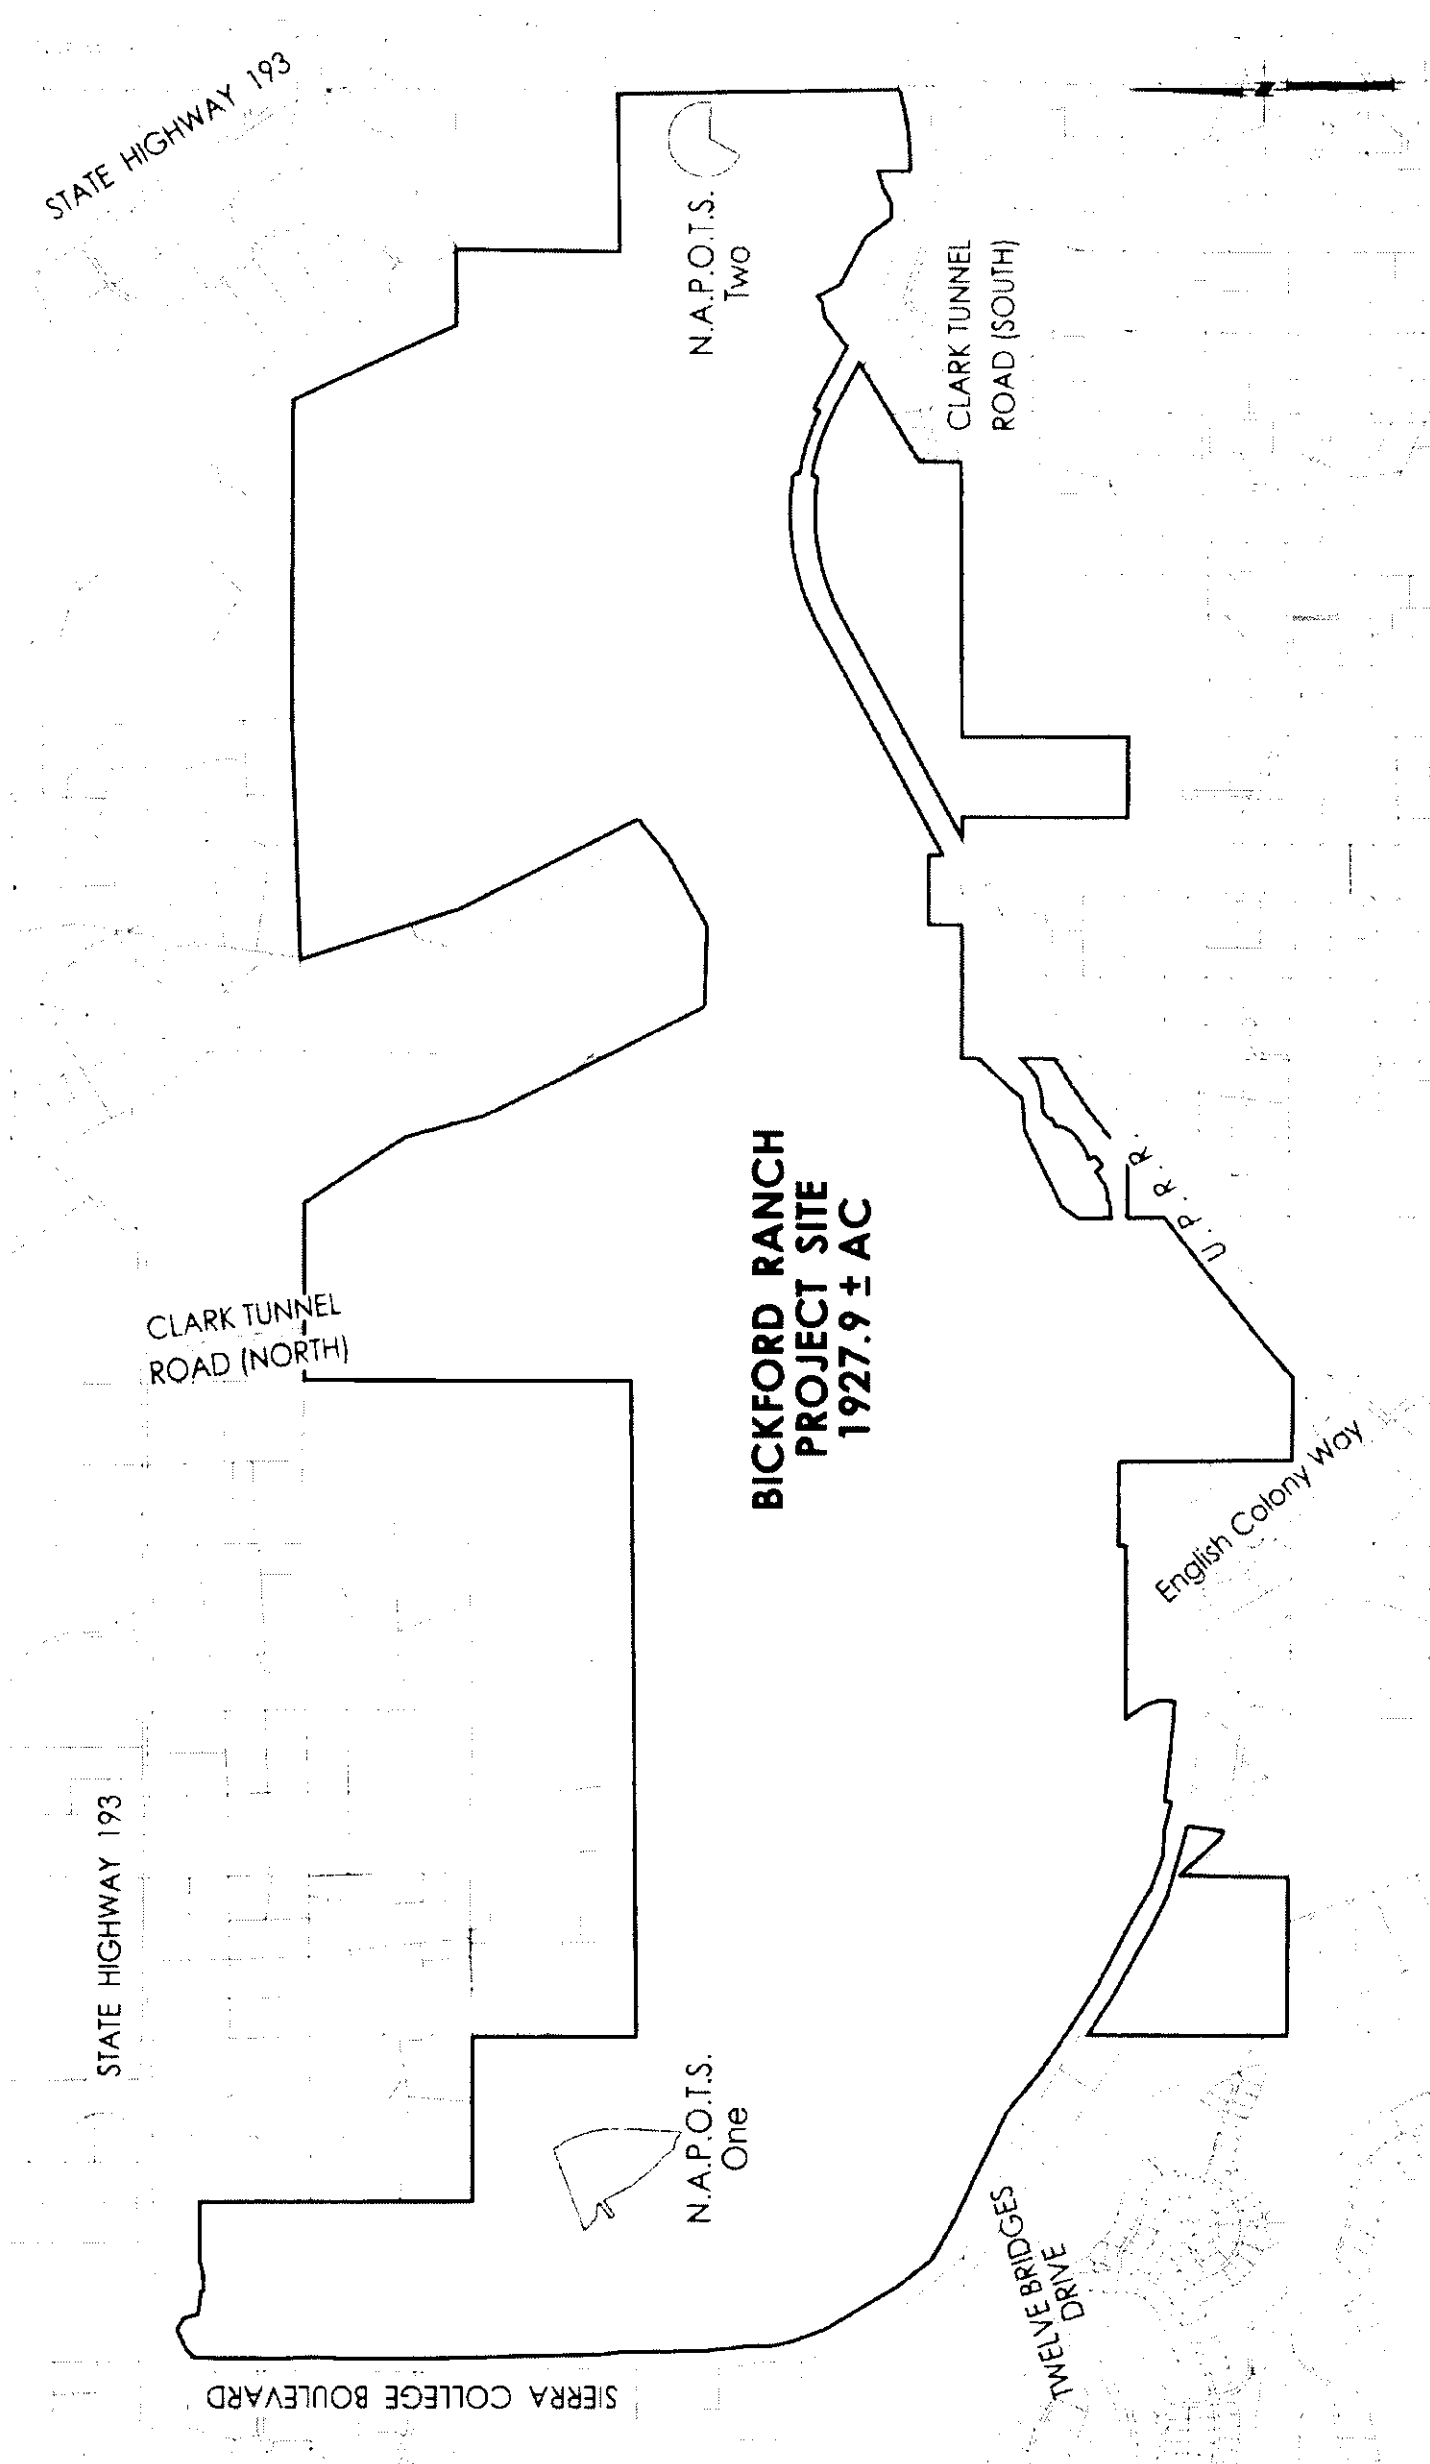 STATE HIGHWAY 193
STATE HIGHWAY 193
CLARK TUNNEL
ROAD (NORTH)
N.A.P.O.T.S.
One
N.A.P.O.T.S.
Two
BICKFORD RANCH
PROJECT SITE
1927.9 ± AC
SIERRA COLLEGE BOULEVARD
TWELVE BRIDGES
DRIVE
English Colony Way
U.P.R.R.
CLARK TUNNEL
ROAD (SOUTH)